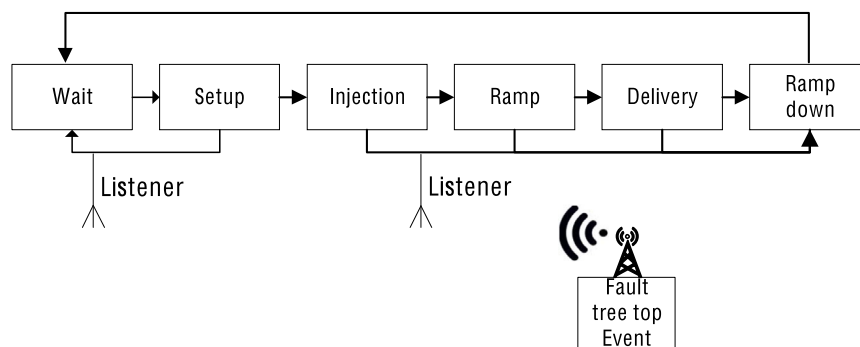 Wait
Setup
Injection
Ramp
Delivery
Ramp
down
Listener
Listener
Fault
tree top
Event